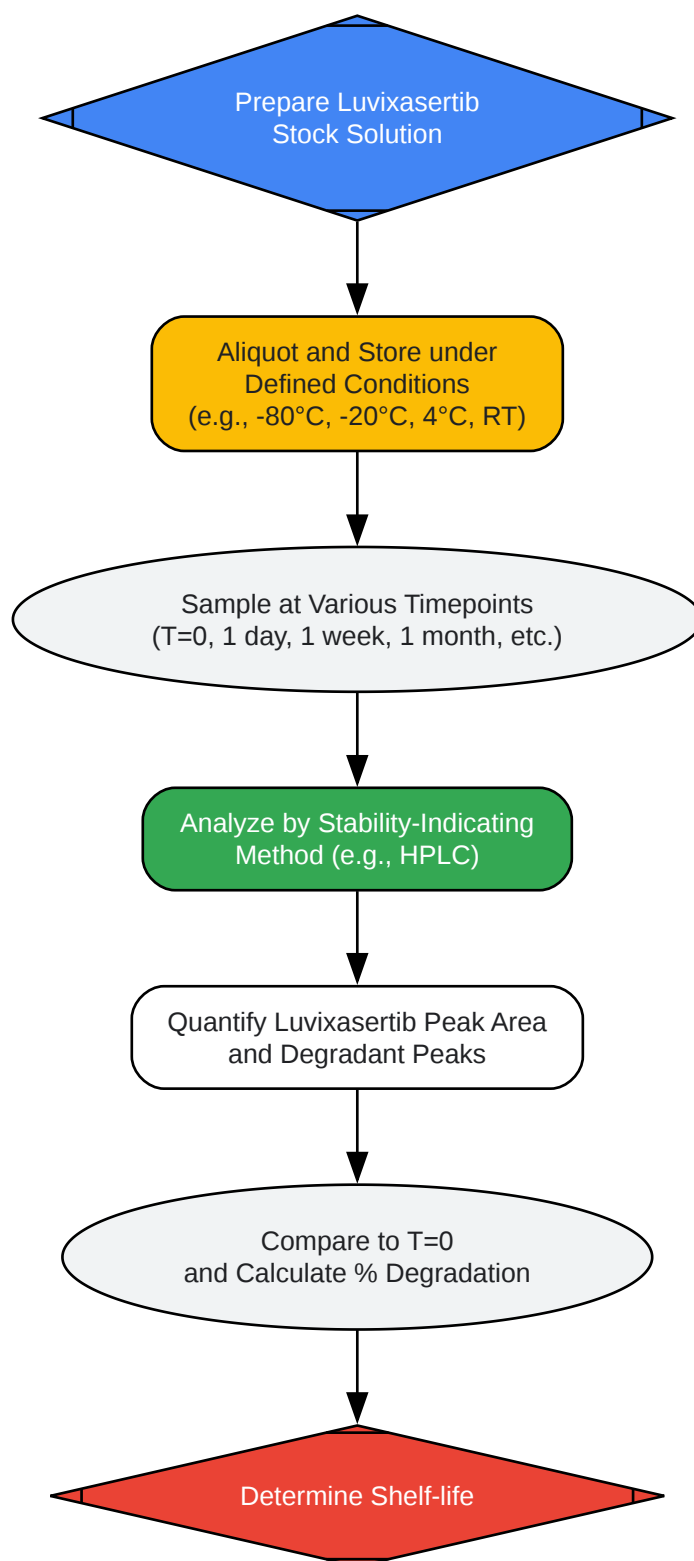 Prepare Luvixasertib
Stock Solution
Aliquot and Store under
Defined Conditions
(e.g., -80°C, -20°C, 4°C, RT)
Sample at Various Timepoints
(T=0, 1 day, 1 week, 1 month, etc.)
Analyze by Stability-Indicating
Method (e.g., HPLC)
Quantify Luvixasertib Peak Area
and Degradant Peaks
Compare to T=0
and Calculate % Degradation
Determine Shelf-life